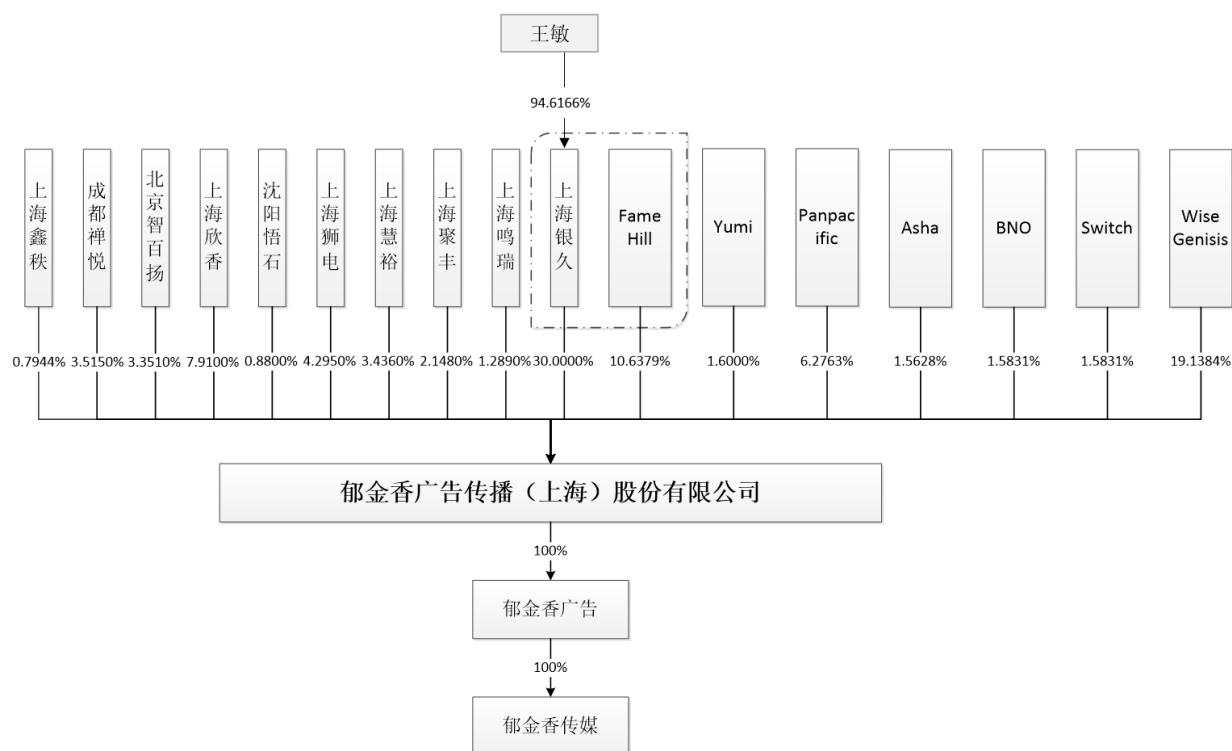 王敏
94.6166%
上海鑫秩
成都禅悦
北京智百扬
上海欣香
沈阳悟石
上海狮电
上海慧裕
上海聚丰
上海鸣瑞
上海银久
Fame
Hill
Yumi
Panpac
ific
Asha
BNO
Switch
Wise
Genisis
0.7944%
3.5150%
3.3510%
7.9100%
0.8800%
4.2950%
3.4360%
2.1480%
1.2890%
30.0000%
10.6379%
1.6000%
6.2763%
1.5628%
1.5831%
1.5831%
19.1384%
郁金香广告传播（上海）股份有限公司
100%
郁金香广告
100%
郁金香传媒